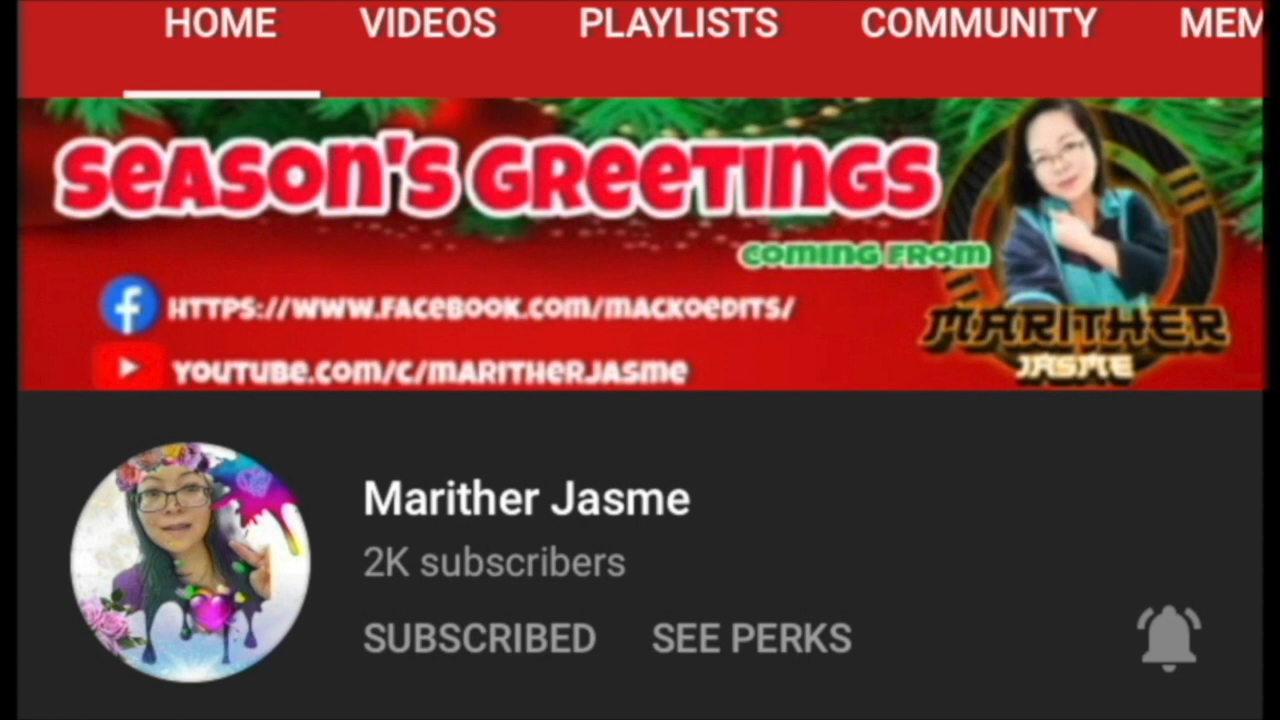 HOME VIDEOS PLAYLISTS COMMUNITY MEM
SEASON'S GREETINGS
COMING FROM
HTTPS://WWW.FACEBOOK.COM/MACKOEDITS/
MARITHER
YOUTUBE.COM/C/MARITHERJASME
JASME
Marither Jasme
2K subscribers
SUBSCRIBED SEE PERKS